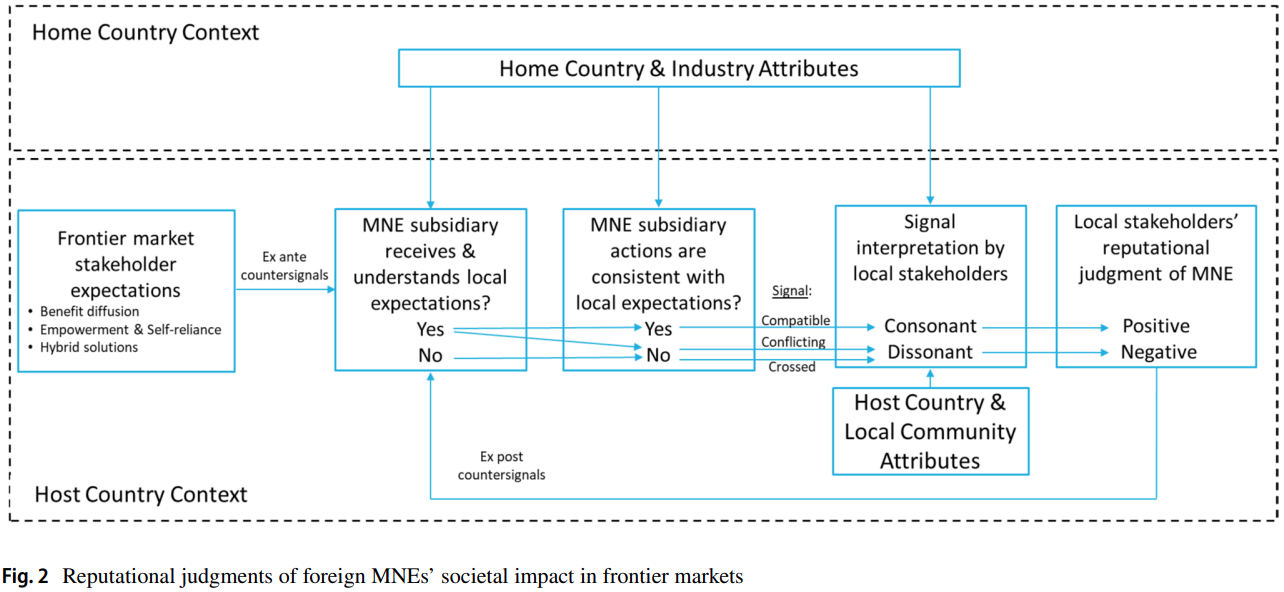 Home Country Context
Home Country & Industry Attributes
Frontier market
stakeholder
expectations
• Benefit diffusion
• Empowerment & Self-reliance
• Hybrid solutions
Ex ante
countersignals
MNE subsidiary
receives &
understands local
expectations?
Yes
No
MNE subsidiary
actions are
consistent with
local expectations?
Yes
No
Signal:
Compatible
Conflicting
Crossed
Signal
interpretation by
local stakeholders
Consonant
Dissonant
Local stakeholders’
reputational
judgment of MNE
Positive
Negative
Host Country &
Local Community
Attributes
Ex post
countersignals
Host Country Context
Fig. 2 Reputational judgments of foreign MNEs’ societal impact in frontier markets